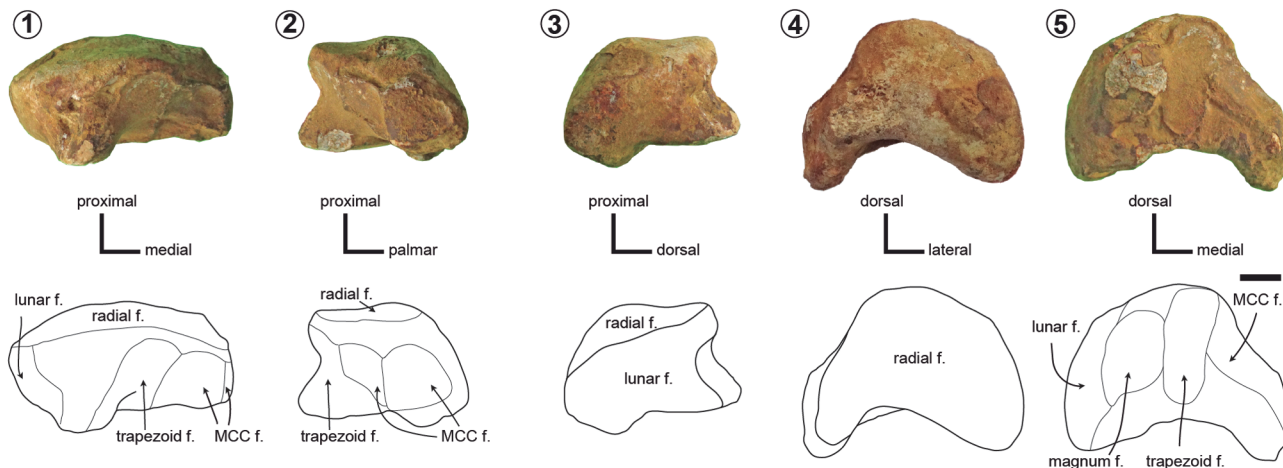 1
2
3
4
5
proximal
medial
proximal
palmar
proximal
dorsal
dorsal
lateral
dorsal
medial
lunar f.
radial f.
trapezoid f.
MCC f.
radial f.
trapezoid f.
MCC f.
radial f.
lunar f.
radial f.
lunar f.
MCC f.
magnum f.
trapezoid f.